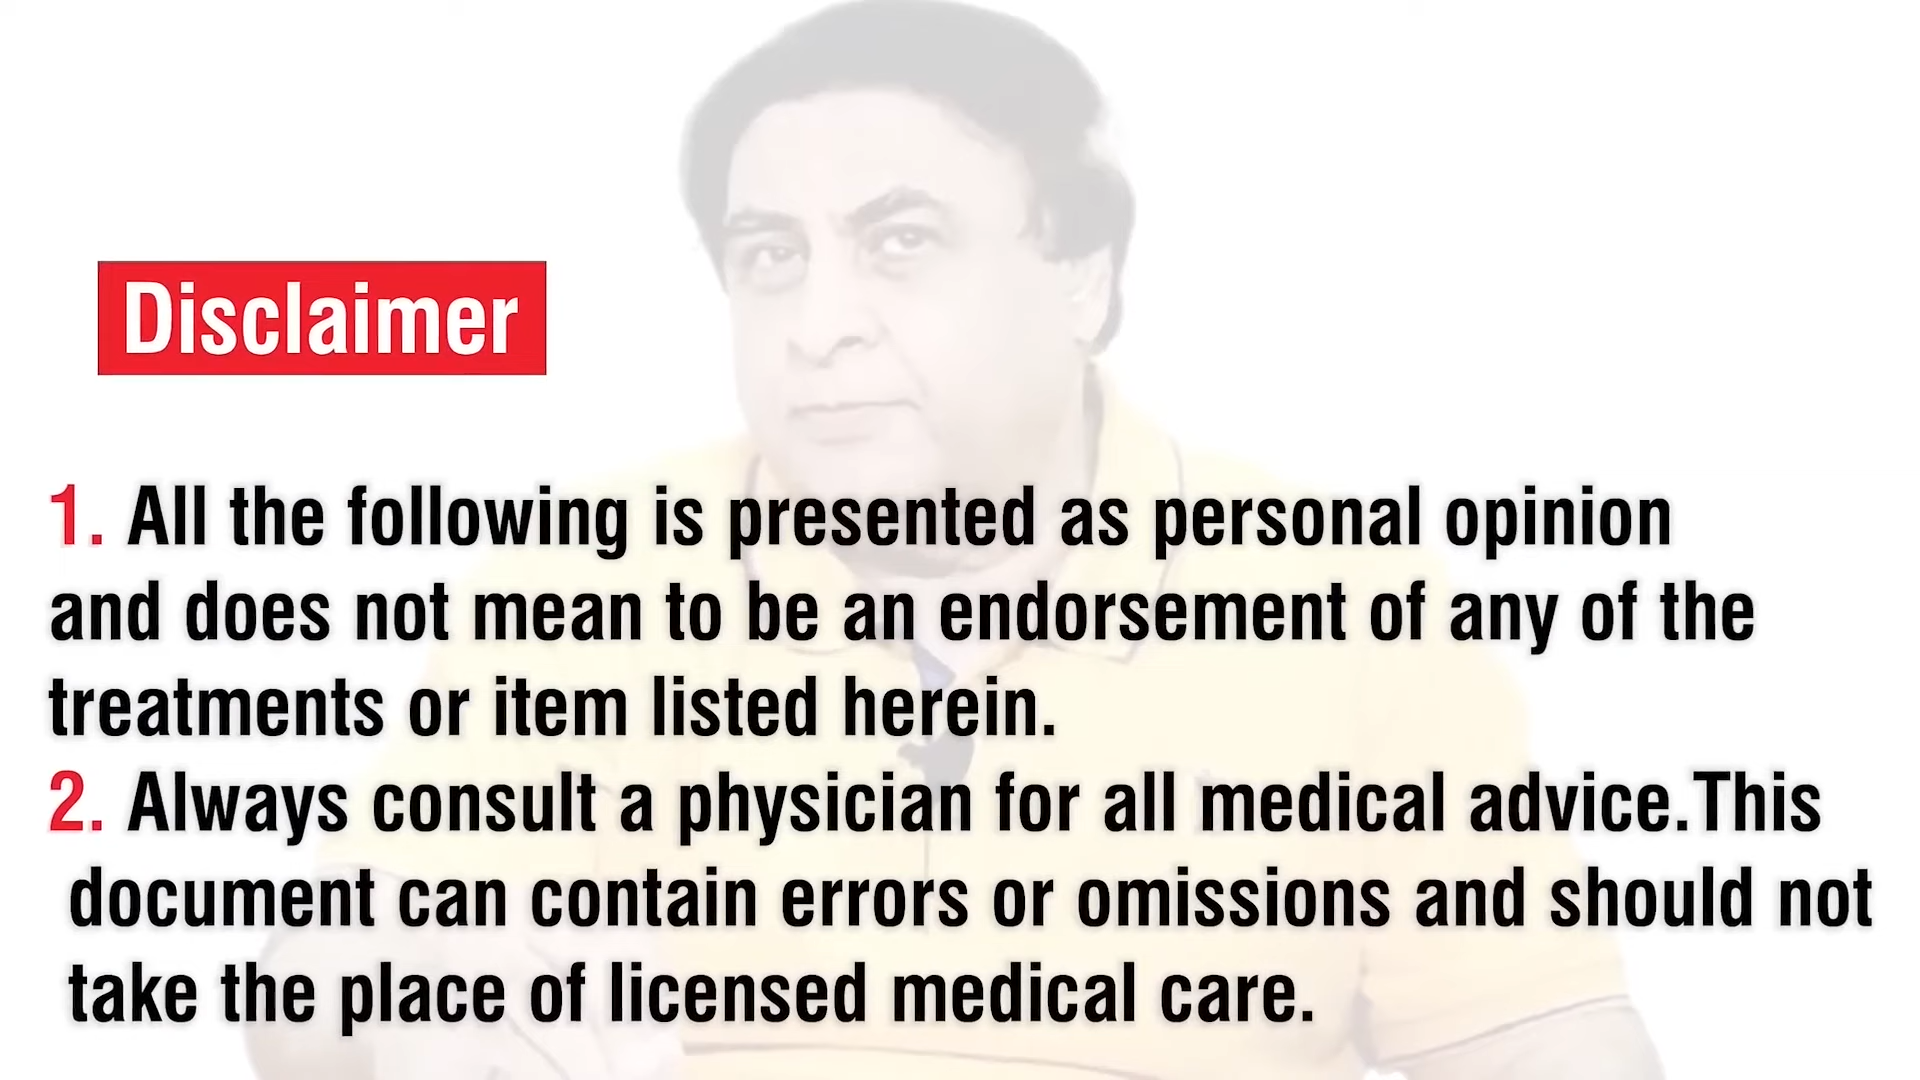 Disclaimer
1. All the following is presented as personal opinion
and does not mean to be an endorsement of any of the
treatments or item listed herein.
2. Always consult a physician for all medical advice.This
document can contain errors or omissions and should not
take the place of licensed medical care.